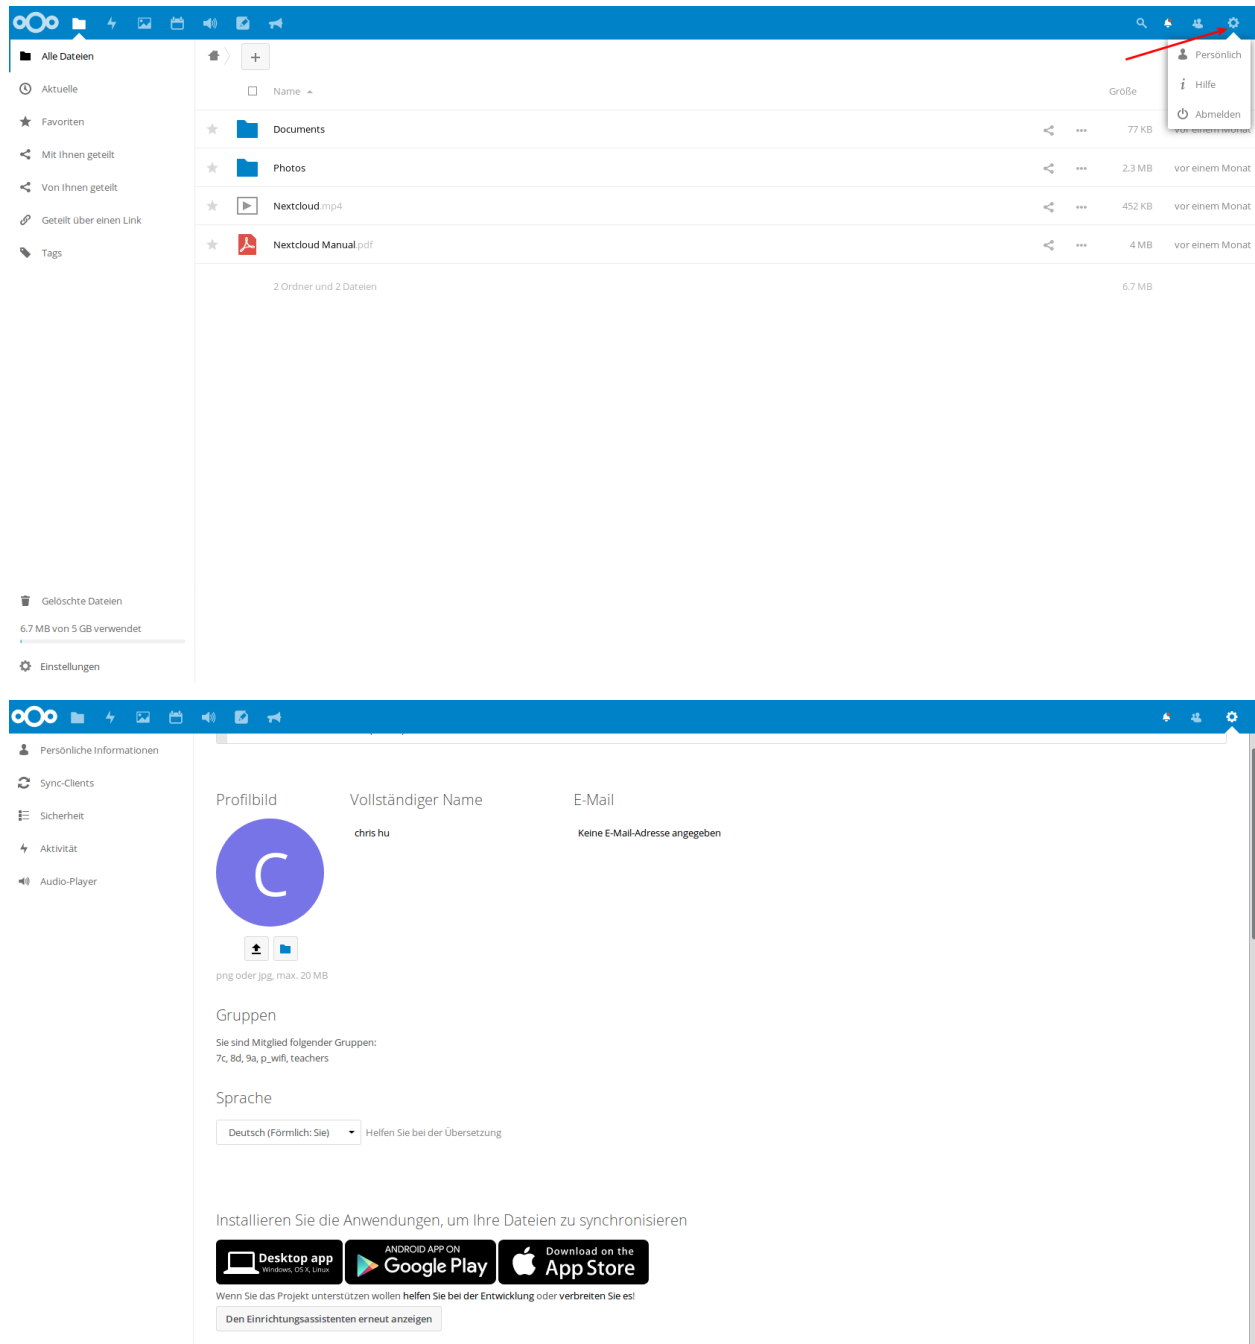 Alle Dateien
Aktuelle
Favoriten
Mit Ihnen geteilt
Von Ihnen geteilt
Geteilt über einen Link
Tags
Gelöschte Dateien
6.7 MB von 5 GB verwendet
Einstellungen
Persönlich
Hilfe
Abmelden
Name Größe
Documents 77 KB vor einem Monat
Photos 2.3 MB vor einem Monat
Nextcloud.mp4 452 KB vor einem Monat
Nextcloud Manual.pdf 4 MB vor einem Monat
2 Ordner und 2 Dateien 6.7 MB
Persönliche Informationen
Sync-Clients
Sicherheit
Aktivität
Audio-Player
Profilbild Vollständiger Name E-Mail
chris hu Keine E-Mail-Adresse angegeben
C
png oder jpg, max. 20 MB
Gruppen
Sie sind Mitglied folgender Gruppen:
7c, 8d, 9a, p_wifi, teachers
Sprache
Deutsch (Förmlich: Sie) Helfen Sie bei der Übersetzung
Installieren Sie die Anwendungen, um Ihre Dateien zu synchronisieren
Desktop app
Windows, OS X, Linux
ANDROID APP ON
Google Play
Download on the
App Store
Wenn Sie das Projekt unterstützen wollen helfen Sie bei der Entwicklung oder verbreiten Sie es!
Den Einrichtungsassistenten erneut anzeigen